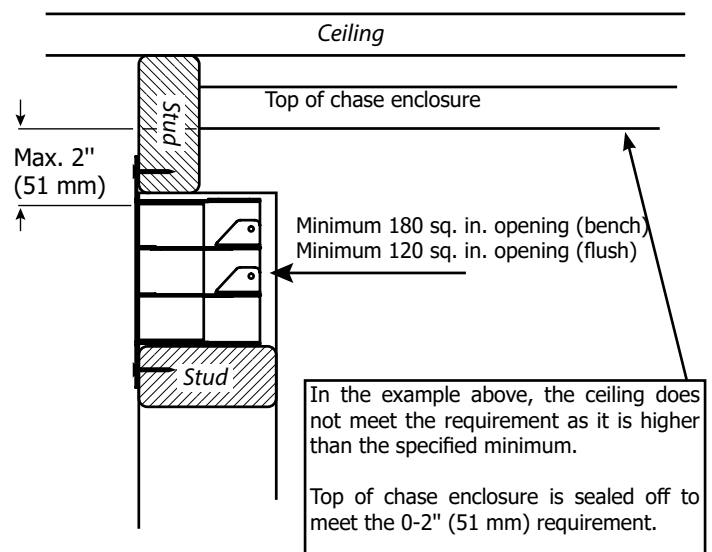 Ceiling
Stud
Top of chase enclosure
Max. 2"
(51 mm)
Minimum 180 sq. in. opening (bench)
Minimum 120 sq. in. opening (flush)
Stud
In the example above, the ceiling does
not meet the requirement as it is higher
than the specified minimum.
Top of chase enclosure is sealed off to
meet the 0-2" (51 mm) requirement.